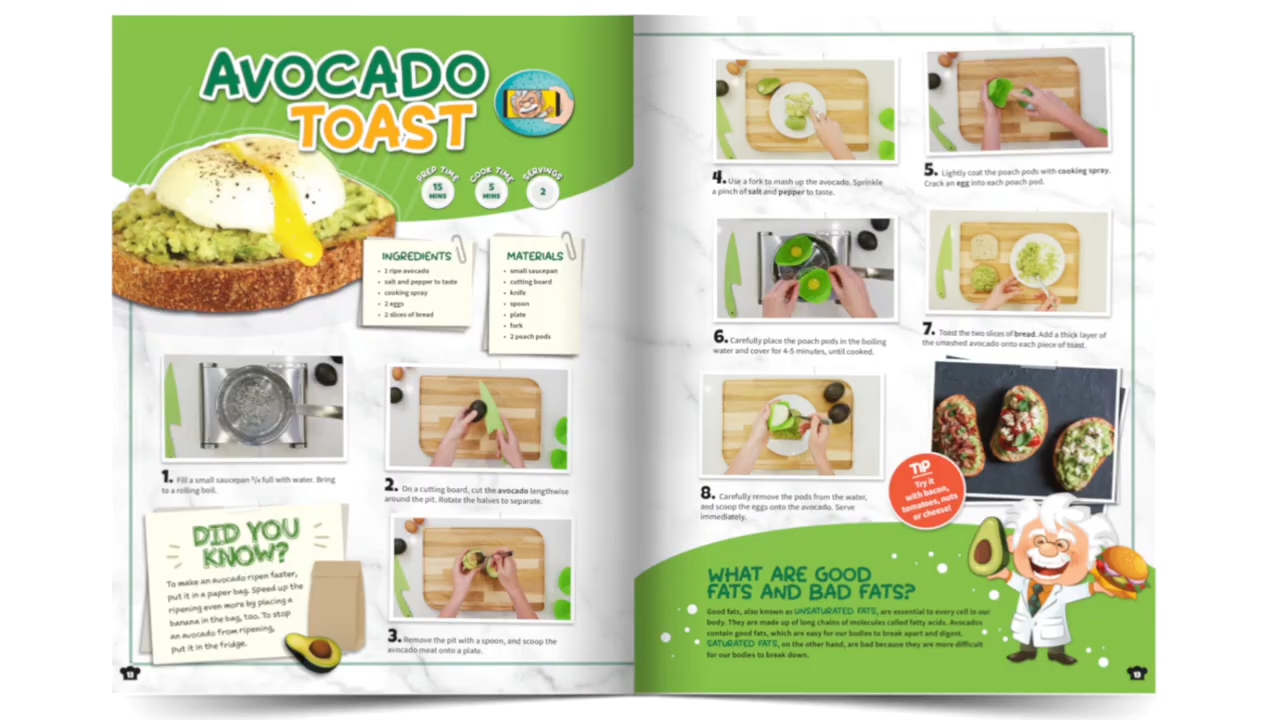 AVOCADO
TOAST
PREP TIME
15
MINS
COOK TIME
5
MINS
SERVINGS
2
INGREDIENTS
• 1 ripe avocado
• salt and pepper to taste
• cooking spray
• 2 eggs
• 2 slices of bread
MATERIALS
• small saucepan
• cutting board
• knife
• spoon
• plate
• fork
• 2 poach pods
1. Fill a small saucepan ¾ full with water. Bring
to a rolling boil.
2. On a cutting board, cut the avocado lengthwise
around the pit. Rotate the halves to separate.
3. Remove the pit with a spoon, and scoop the
avocado meat onto a plate.
DID YOU
KNOW?
To make an avocado ripen faster,
put it in a paper bag. Speed up the
ripening even more by placing a
banana in the bag, too. To stop
an avocado from ripening,
put it in the fridge.
12
4. Use a fork to mash up the avocado. Sprinkle
a pinch of salt and pepper to taste.
5. Lightly coat the poach pods with cooking spray.
Crack an egg into each poach pod.
6. Carefully place the poach pods in the boiling
water and cover for 4-5 minutes, until cooked.
7. Toast the two slices of bread. Add a thick layer of
the smashed avocado onto each piece of toast.
8. Carefully remove the pods from the water,
and scoop the eggs onto the avocado. Serve
immediately.
TIP
Try it
with bacon,
tomatoes, nuts
or cheese!
WHAT ARE GOOD
FATS AND BAD FATS?
Good fats, also known as UNSATURATED FATS, are essential to every cell in our
body. They are made up of long chains of molecules called fatty acids. Avocados
contain good fats, which are easy for our bodies to break apart and digest.
SATURATED FATS, on the other hand, are bad because they are more difficult
for our bodies to break down.
13